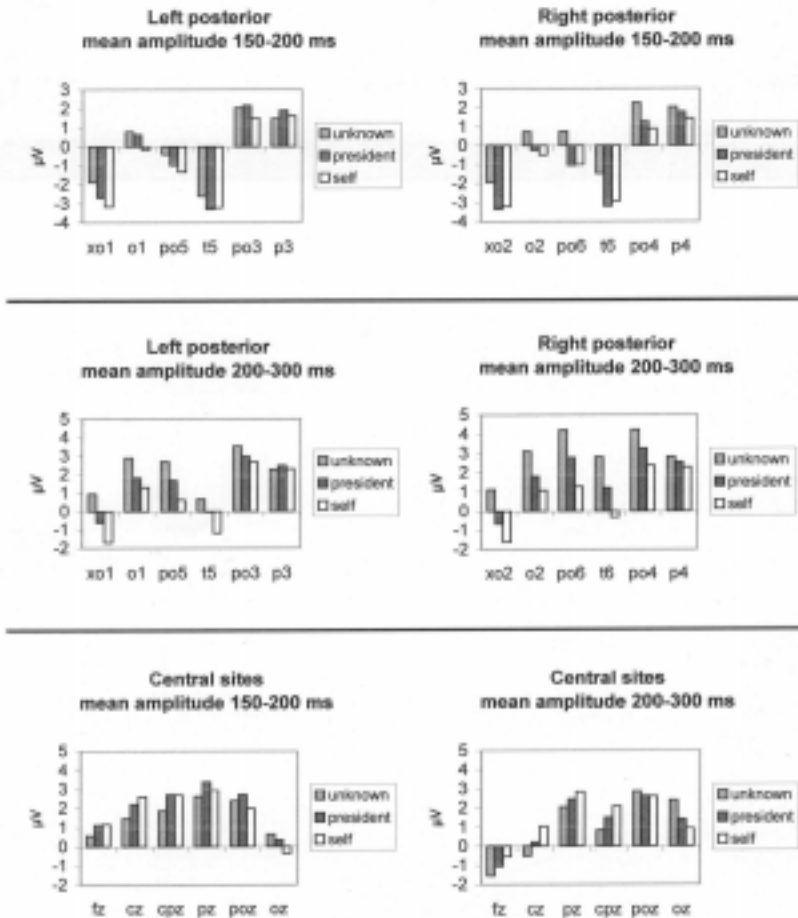 Left posterior
mean amplitude 150-200 ms
3
2
1
0
-1
-2
-3
-4
µV
xo1 o1 po5 t5 po3 p3
unknown
president
self
Right posterior
mean amplitude 150-200 ms
3
2
1
0
-1
-2
-3
-4
µV
xo2 o2 po6 t6 po4 p4
unknown
president
self
Left posterior
mean amplitude 200-300 ms
5
4
3
2
1
0
-1
-2
µV
xo1 o1 po5 t5 po3 p3
unknown
president
self
Right posterior
mean amplitude 200-300 ms
5
4
3
2
1
0
-1
-2
µV
xo2 o2 po6 t6 po4 p4
unknown
president
self
Central sites
mean amplitude 150-200 ms
5
4
3
2
1
0
-1
-2
µV
fz cz cpz pz poz oz
unknown
president
self
Central sites
mean amplitude 200-300 ms
5
4
3
2
1
0
-1
-2
µV
fz cz pz cpz poz oz
unknown
president
self